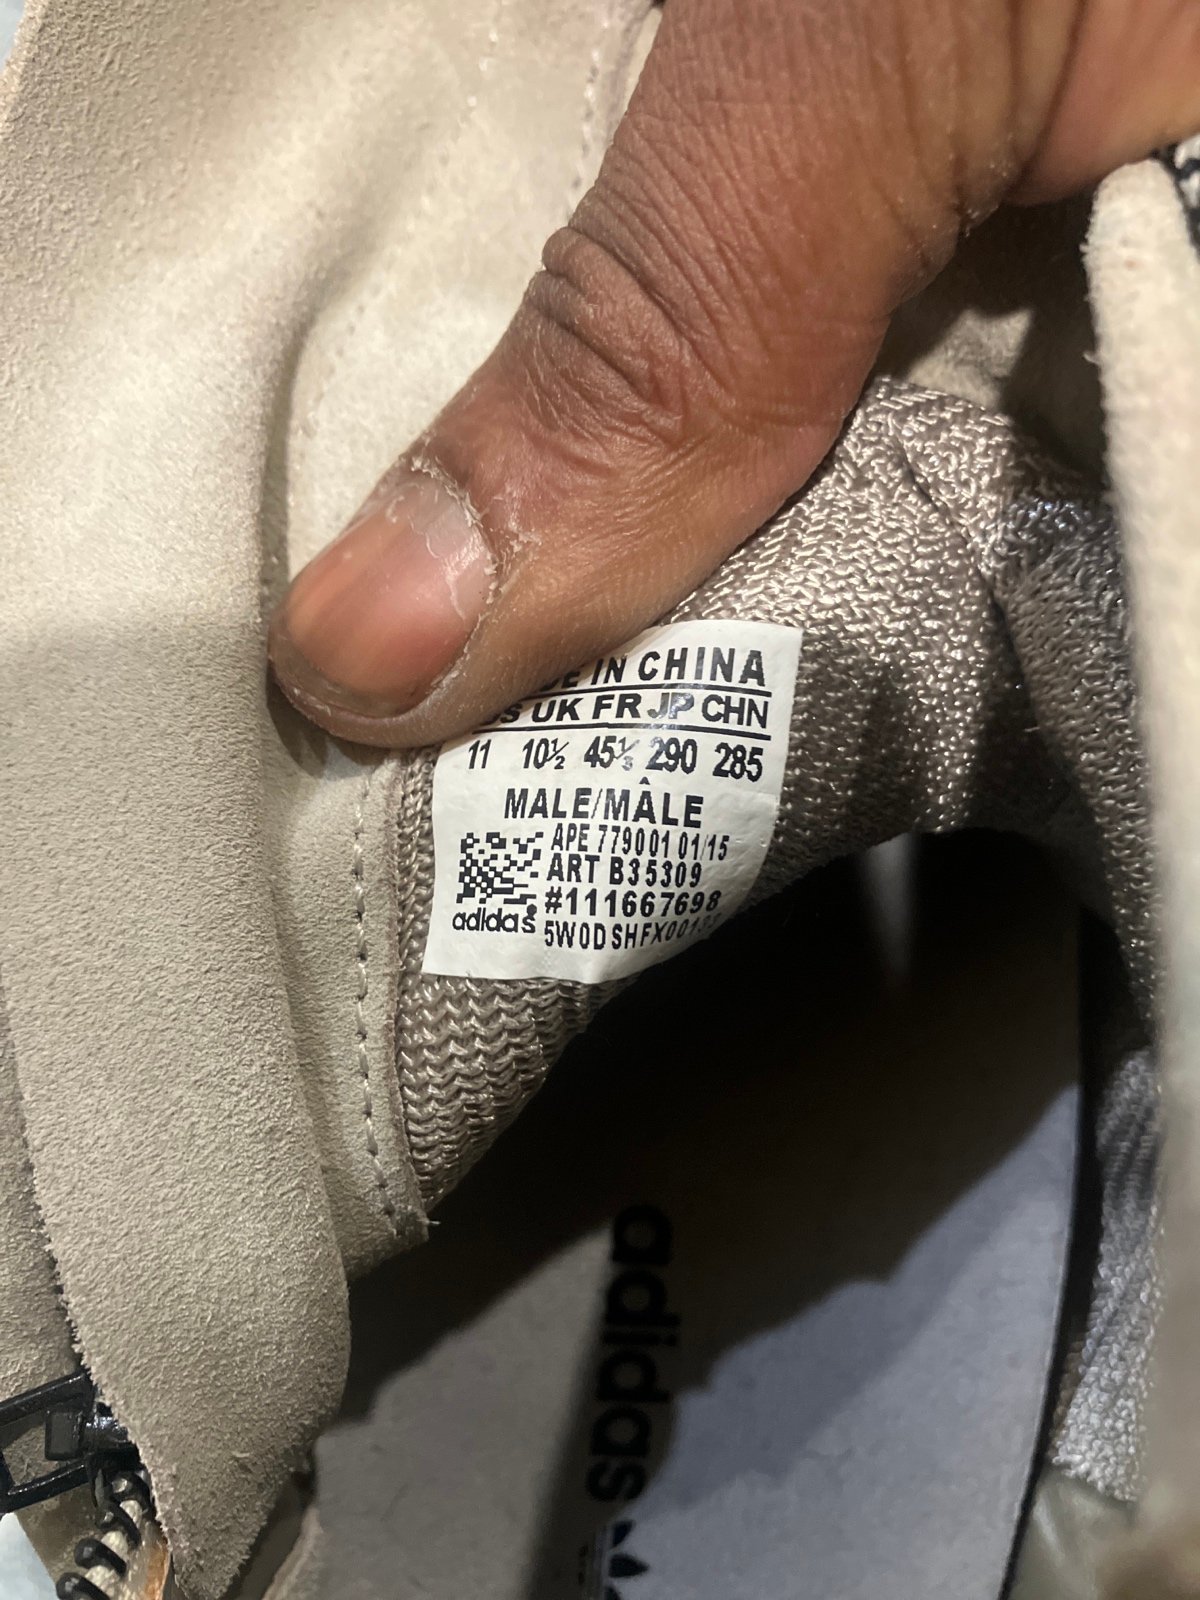 IN CHINA
US UK FR JP CHN
11 10½ 45⅓ 290 285
MALE/MÂLE
APE 779001 01/15
ART B35309
#111667698
adidas
adidas